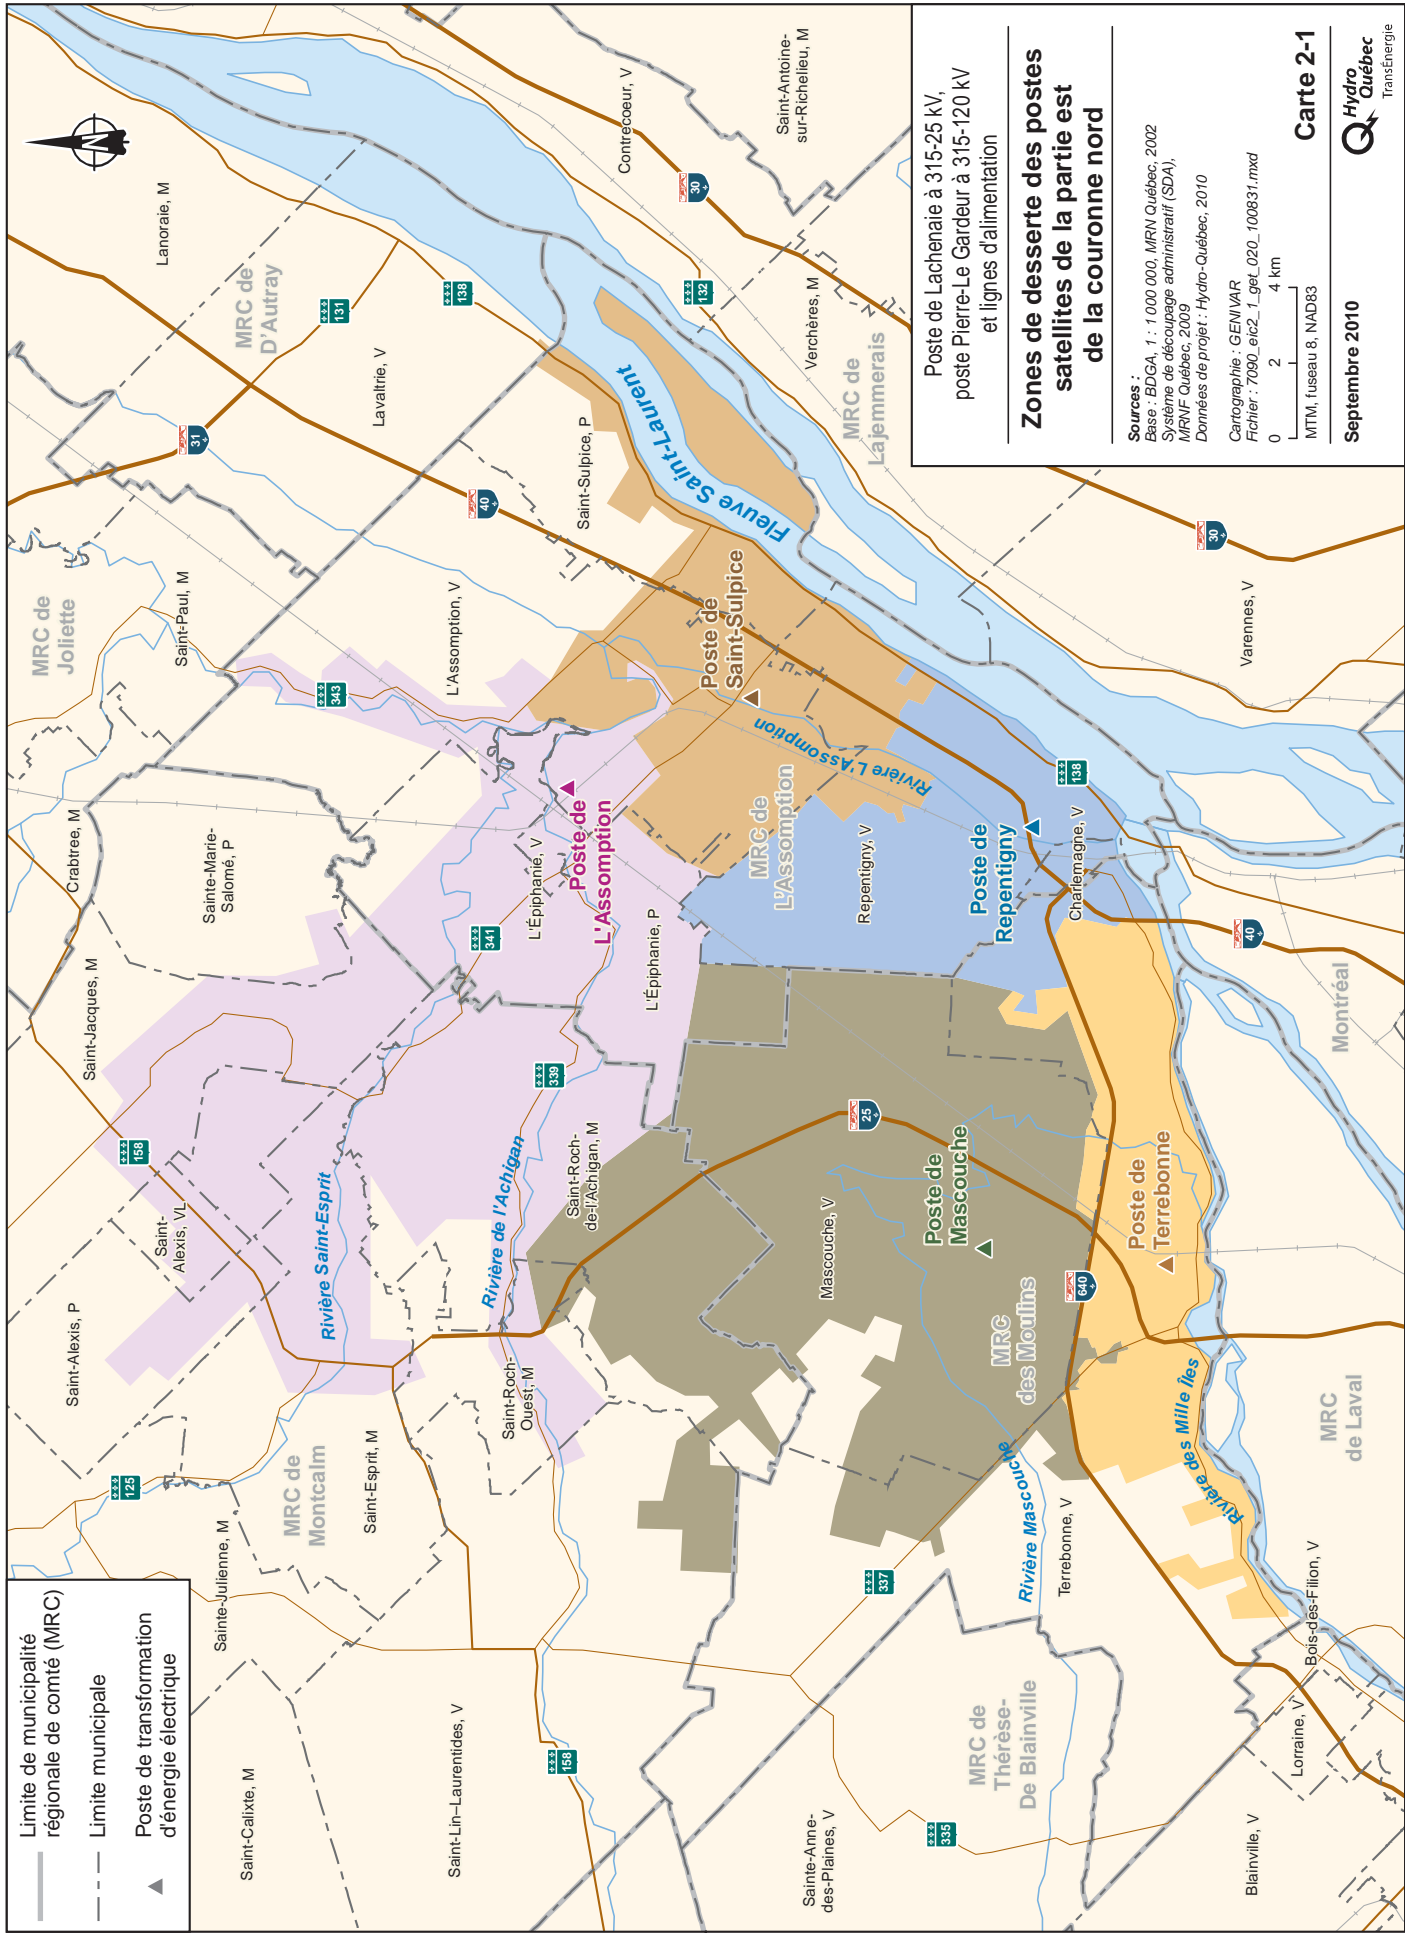 Limite de municipalité
régionale de comté (MRC)
Limite municipale
Poste de transformation
d'énergie électrique
Saint-Calixte, M
Sainte-Julienne, M
125
Saint-Alexis, P
Saint-
Alexis, VL
158
Saint-Jacques, M
Crabtree, M
Sainte-Marie-
Salomé, P
MRC de
Joliette
Saint-Paul, M
31
Lanoraie, M
MRC de
D'Autray
131
138
Lavaltrie, V
N
MRC de
Montcalm
Saint-Esprit, M
Rivière Saint-Esprit
343
L'Assomption, V
40
Saint-Lin–Laurentides, V
158
Saint-Roch-
Ouest, M
Rivière de l'Achigan
Saint-Roch-
de-l'Achigan, M
339
341
L'Épiphanie, V
Poste de
L'Assomption
L'Épiphanie, P
Saint-Sulpice, P
Fleuve Saint-Laurent
Contrecoeur, V
30
Saint-Antoine-
sur-Richelieu, M
132
Verchères, M
MRC de
Lajemmerais
Poste de
Saint-Sulpice
Rivière L'Assomption
MRC de
L'Assomption
Repentigny, V
Poste de
Repentigny
Charlemagne, V
138
25
Mascouche, V
Poste de
Mascouche
MRC
des Moulins
Rivière Mascouche
337
Terrebonne, V
640
Poste de
Terrebonne
Rivière des Mille Îles
MRC de
Thérèse-
De Blainville
Sainte-Anne-
des-Plaines, V
335
Blainville, V
Lorraine, V
Bois-des-Filion, V
MRC
de Laval
Montréal
40
Varennes, V
30
Poste de Lachenaie à 315-25 kV,
poste Pierre-Le Gardeur à 315-120 kV
et lignes d'alimentation
Zones de desserte des postes
satellites de la partie est
de la couronne nord
Sources :
Base : BDGA, 1 : 1 000 000, MRN Québec, 2002
Système de découpage administratif (SDA),
MRNF Québec, 2009
Données de projet : Hydro-Québec, 2010
Cartographie : GENIVAR
Fichier : 7090_eic2_1_get_020_100831.mxd
0 2 4 km
MTM, fuseau 8, NAD83
Carte 2-1
Septembre 2010
Hydro
Québec
TransÉnergie